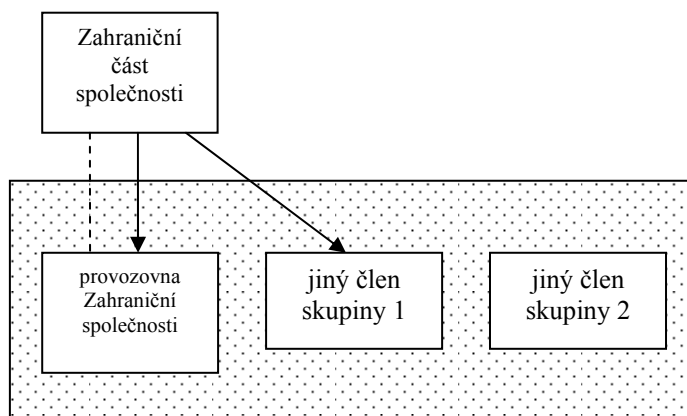 Zahraniční
část
společnosti
provozovna
Zahraniční
společnosti
jiný člen
skupiny 1
jiný člen
skupiny 2